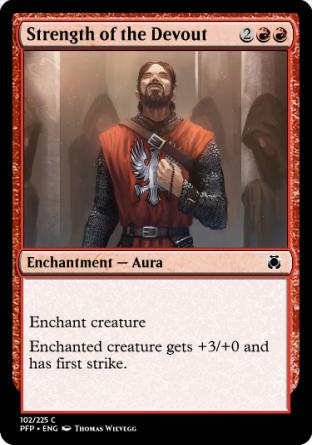 Strength of the Devout 2
Enchantment — Aura
Enchant creature
Enchanted creature gets +3/+0 and
has first strike.
102/225 C
PFP • ENG Thomas Wievegg